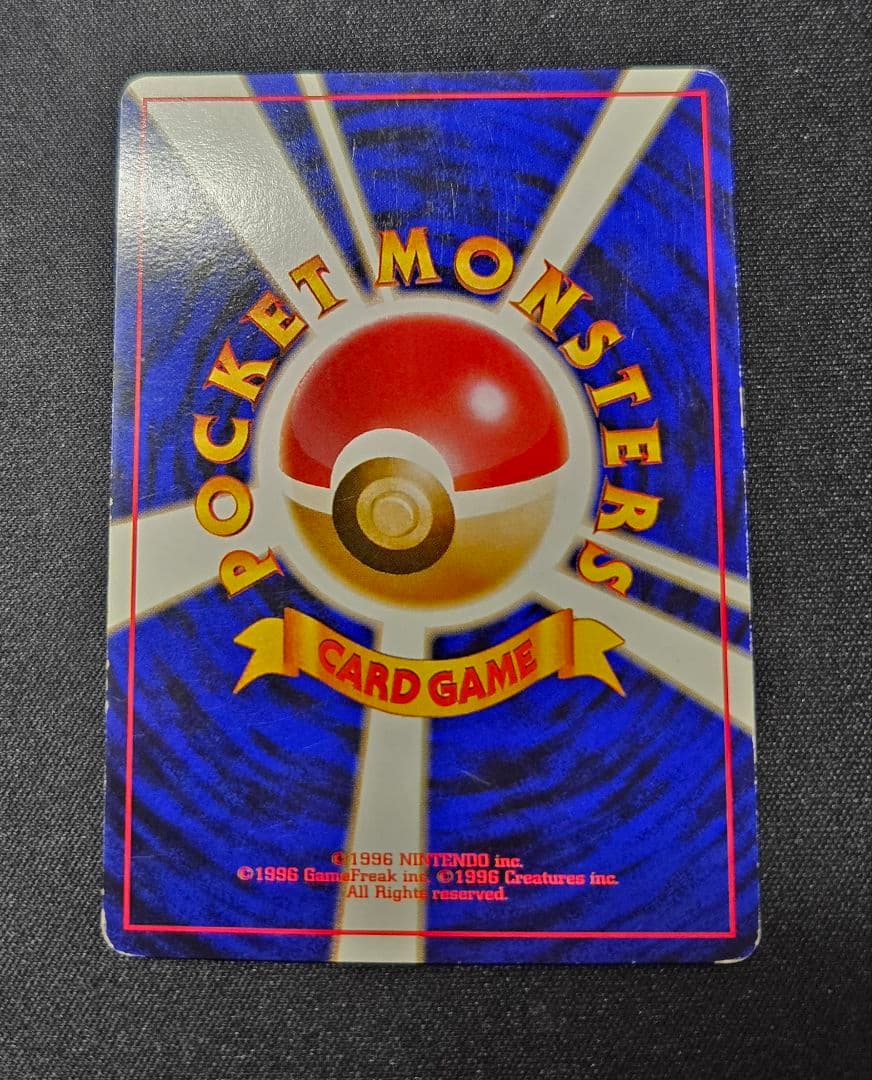 POCKET MONSTERS
CARD GAME
©1996 NINTENDO inc.
©1996 GameFreak inc. ©1996 Creatures inc.
All Rights reserved.